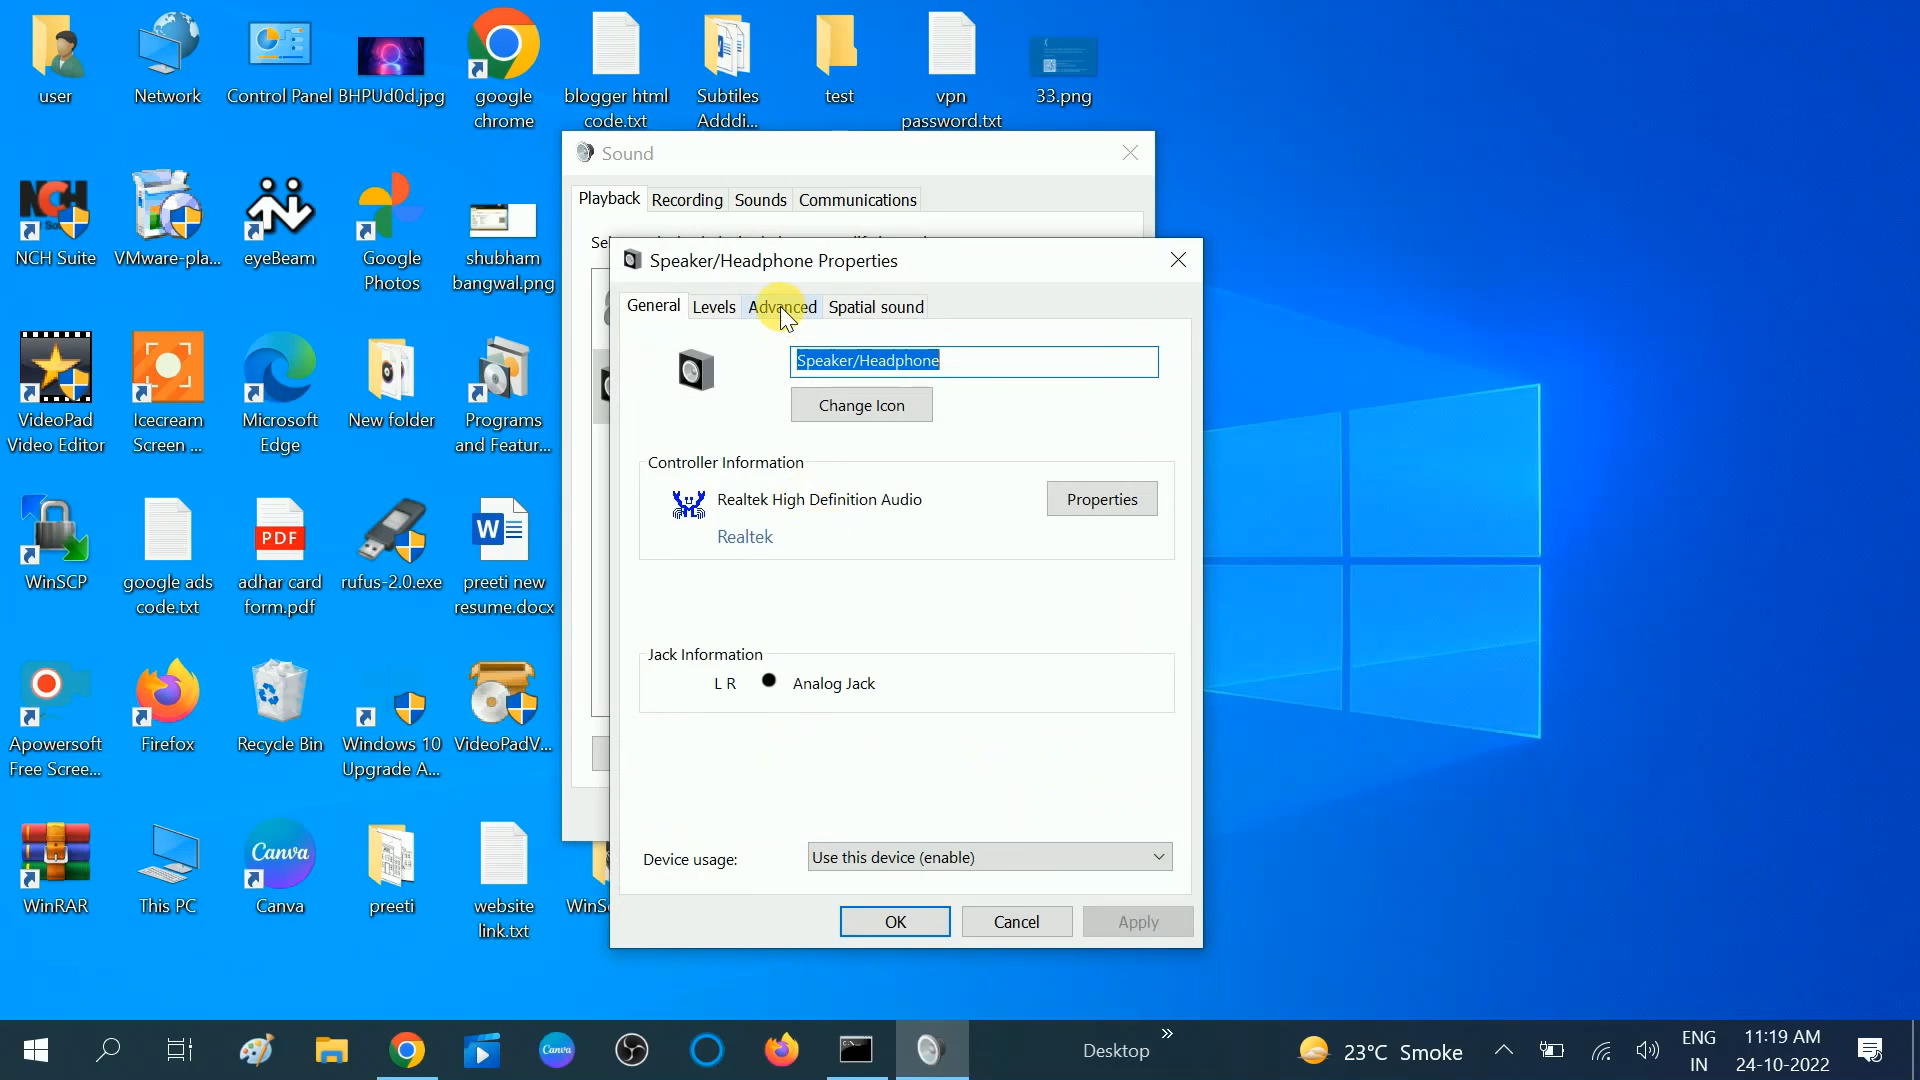 user
Network
Control Panel
BHPUd0d.jpg
google
chrome
blogger html
code.txt
Subtiles
Adddi...
test
vpn
password.txt
33.png
NCH Suite
VMware-pla...
eyeBeam
Google
Photos
shubham
bangwal.png
VideoPad
Video Editor
Icecream
Screen ...
Microsoft
Edge
New folder
Programs
and Featur...
WinSCP
google ads
code.txt
PDF
adhar card
form.pdf
rufus-2.0.exe
W
preeti new
resume.docx
Apowersoft
Free Scree...
Firefox
Recycle Bin
Windows 10
Upgrade A...
VideoPadV...
WinRAR
This PC
Canva
Canva
preeti
website
link.txt
Sound
Playback
Recording
Sounds
Communications
Speaker/Headphone Properties
General
Levels
Advanced
Spatial sound
Speaker/Headphone
Change Icon
Controller Information
Realtek High Definition Audio
Properties
Realtek
Jack Information
L R
Analog Jack
Device usage:
Use this device (enable)
OK
Cancel
Apply
Canva
Desktop
23°C Smoke
ENG
IN
11:19 AM
24-10-2022